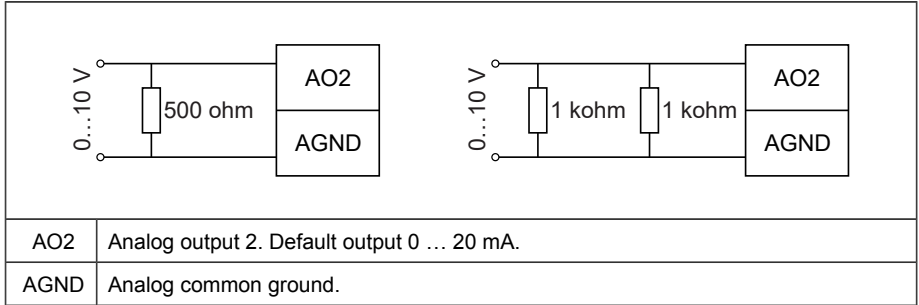 0…10 V
500 ohm
AO2
AGND
0…10 V
1 kohm
1 kohm
AO2
AGND
AO2 Analog output 2. Default output 0 … 20 mA.
AGND Analog common ground.